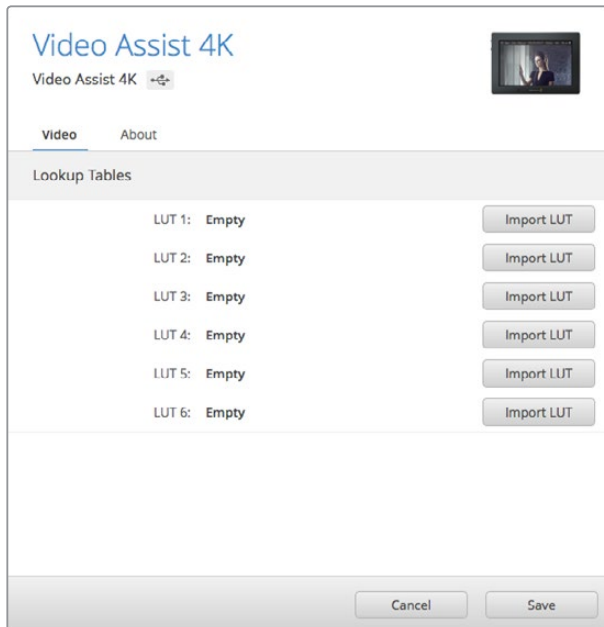 Video Assist 4K
Video Assist 4K
Video About
Lookup Tables
LUT 1: Empty Import LUT
LUT 2: Empty Import LUT
LUT 3: Empty Import LUT
LUT 4: Empty Import LUT
LUT 5: Empty Import LUT
LUT 6: Empty Import LUT
Cancel Save